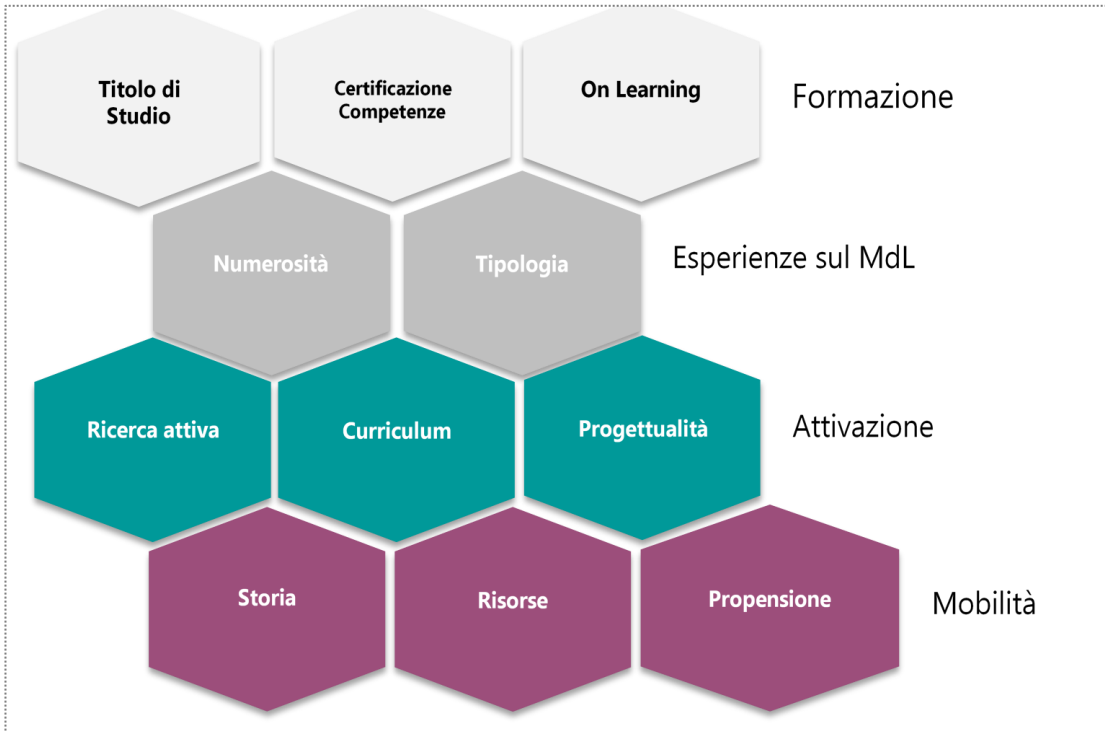 Titolo di
Studio
Certificazione
Competenze
On Learning
Formazione
Numerosità
Tipologia
Esperienze sul MdL
Ricerca attiva
Curriculum
Progettualità
Attivazione
Storia
Risorse
Propensione
Mobilità